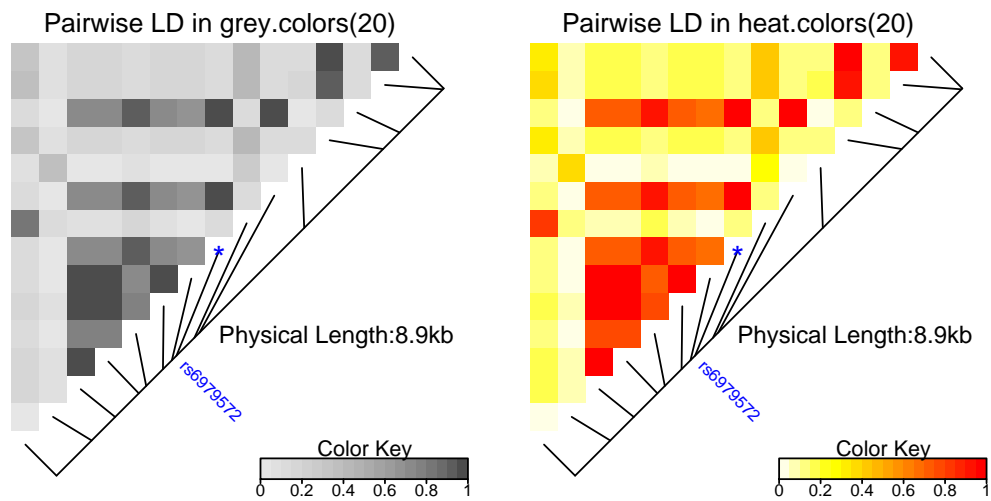 Pairwise LD in grey.colors(20)
*
Physical Length:8.9kb
rs6979572
Color Key
0 0.2 0.4 0.6 0.8 1
Pairwise LD in heat.colors(20)
*
Physical Length:8.9kb
rs6979572
Color Key
0 0.2 0.4 0.6 0.8 1